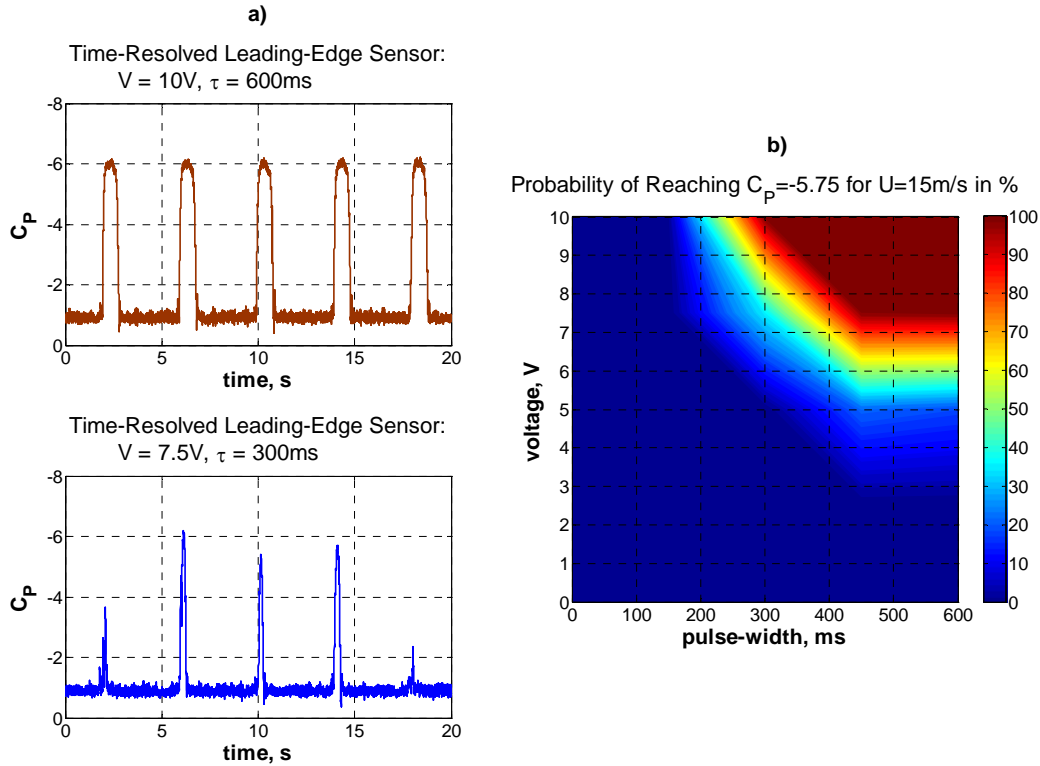 a)
Time-Resolved Leading-Edge Sensor:
V = 10V, τ = 600ms
-8
-6
-4
-2
0
C_P
0 5 10 15 20
time, s
Time-Resolved Leading-Edge Sensor:
V = 7.5V, τ = 300ms
-8
-6
-4
-2
0
C_P
0 5 10 15 20
time, s
b)
Probability of Reaching C_P=-5.75 for U=15m/s in %
10
9
8
7
6
5
4
3
2
1
0
voltage, V
0 100 200 300 400 500 600
pulse-width, ms
100
90
80
70
60
50
40
30
20
10
0